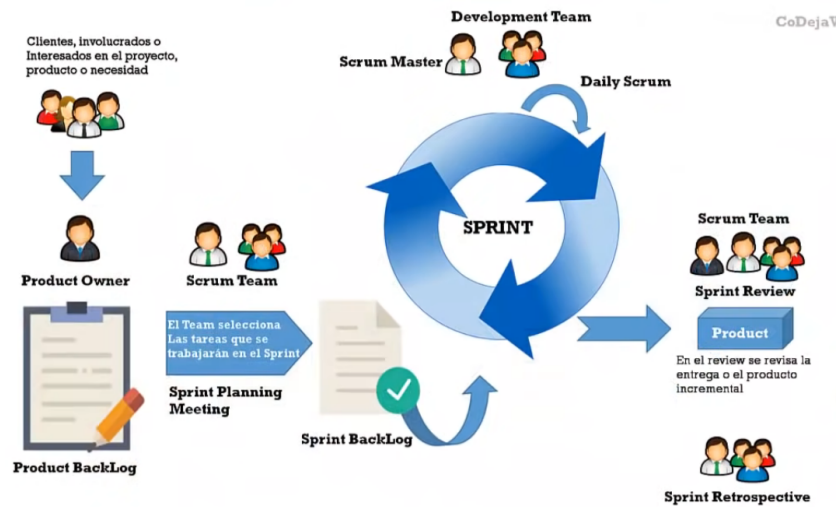 CoDejaV
Development Team
Scrum Master
Daily Scrum
Clientes, involucrados o
Interesados en el proyecto,
producto o necesidad
SPRINT
Product Owner
Scrum Team
El Team selecciona
Las tareas que se
trabajarán en el Sprint
Sprint Planning
Meeting
Product BackLog
Sprint BackLog
Scrum Team
Sprint Review
Product
En el review se revisa la
entrega o el producto
incremental
Sprint Retrospective